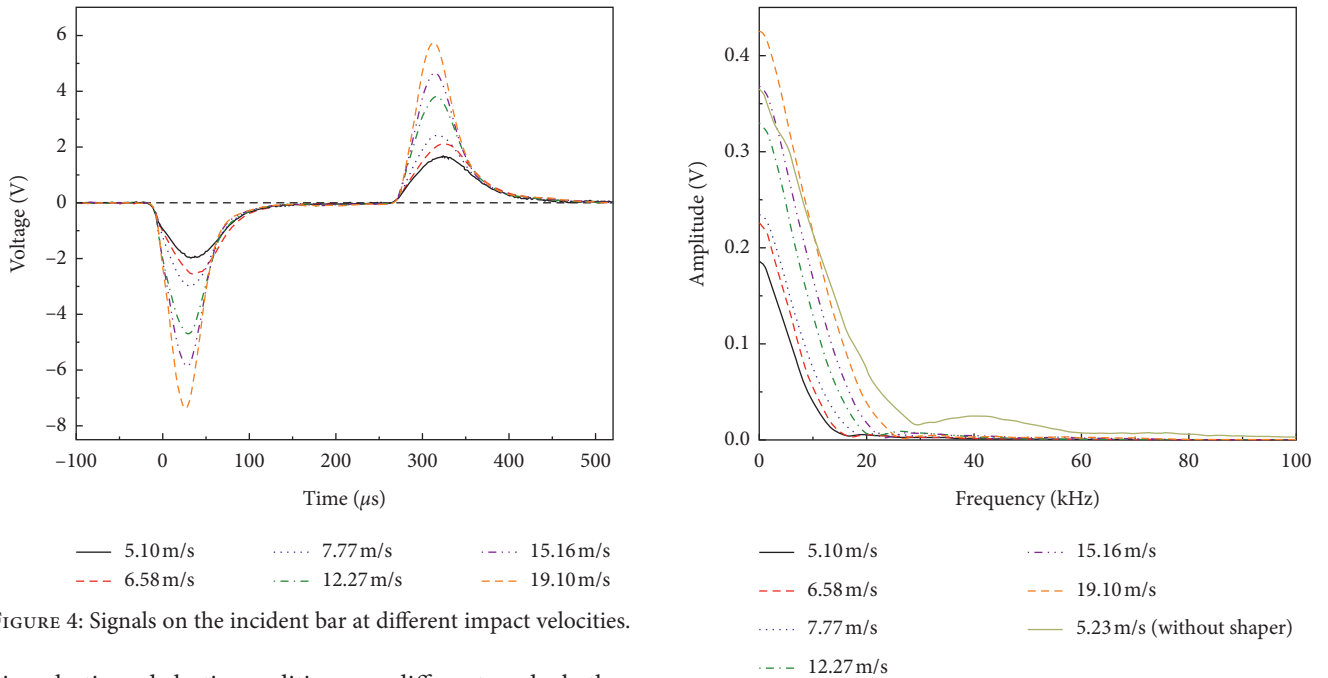 6
4
2
0
–2
–4
–6
–8
Voltage (V)
–100 0 100 200 300 400 500
Time (μs)
5.10 m/s 7.77 m/s 15.16 m/s
6.58 m/s 12.27 m/s 19.10 m/s
FIGURE 4: Signals on the incident bar at different impact velocities.
0.4
0.3
0.2
0.1
0.0
Amplitude (V)
0 20 40 60 80 100
Frequency (kHz)
5.10 m/s 15.16 m/s
6.58 m/s 19.10 m/s
7.77 m/s 5.23 m/s (without shaper)
12.27 m/s